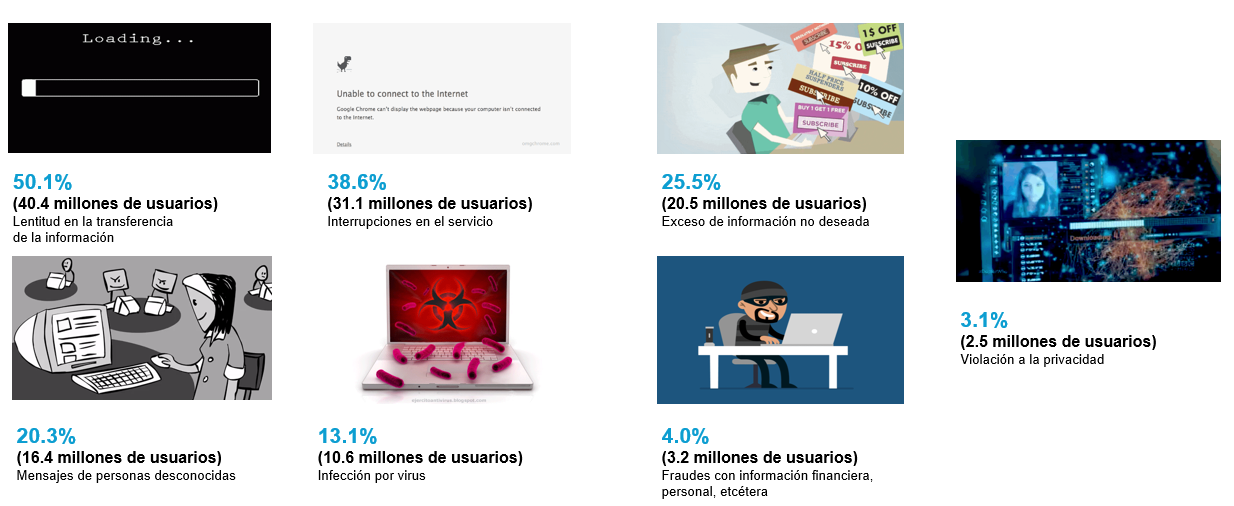 Loading...
Unable to connect to the Internet
Google Chrome can't display the webpage because your computer isn't connected
to the Internet.
Details
1$ OFF
SUBSCRIBE
15% O
SUBSCRIBE
HALF PRICE
SUSPENDERS
SUBSCRIBE
10% OFF
SUBSCRIBE
BUY 1 GET 1 FREE
SUBSCRIBE
50.1%
(40.4 millones de usuarios)
Lentitud en la transferencia
de la información
38.6%
(31.1 millones de usuarios)
Interrupciones en el servicio
25.5%
(20.5 millones de usuarios)
Exceso de información no deseada
Downloading
3.1%
(2.5 millones de usuarios)
Violación a la privacidad
20.3%
(16.4 millones de usuarios)
Mensajes de personas desconocidas
13.1%
(10.6 millones de usuarios)
Infección por virus
4.0%
(3.2 millones de usuarios)
Fraudes con información financiera,
personal, etcétera